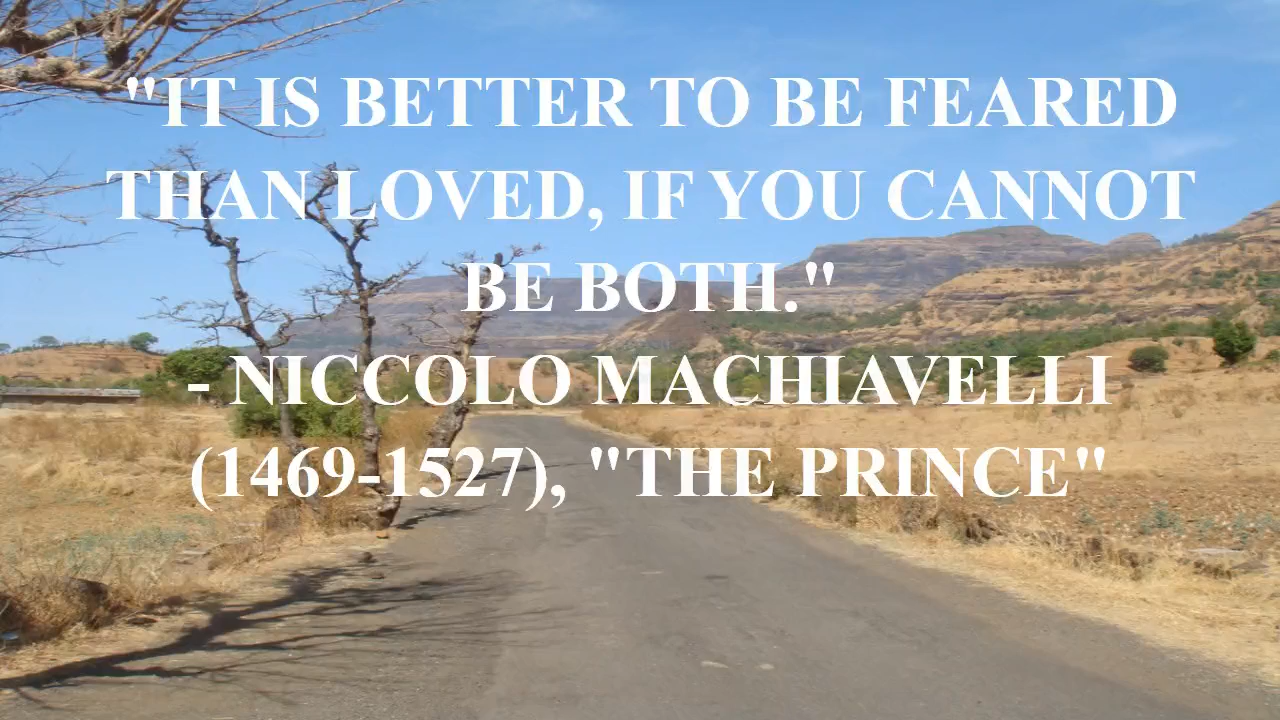 "IT IS BETTER TO BE FEARED
THAN LOVED, IF YOU CANNOT
BE BOTH."
- NICCOLO MACHIAVELLI
(1469-1527), "THE PRINCE"